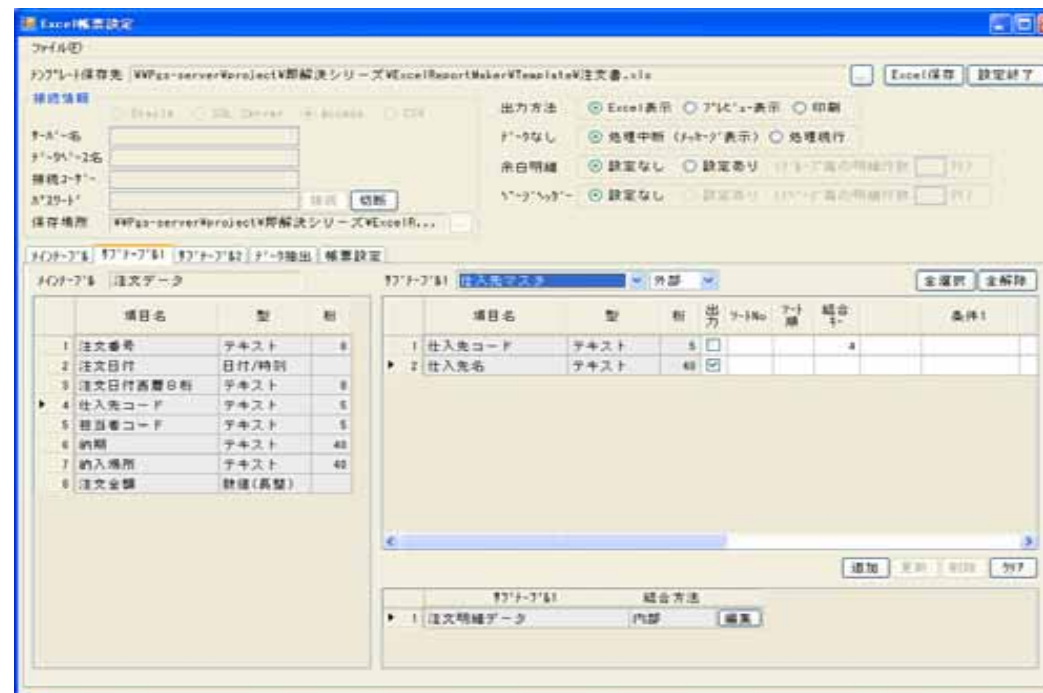 Excel帳票設定
ファイル(F)
ﾃﾝﾌﾟﾚｰﾄ保存先 ¥¥Pgs-server¥project¥即解決シリーズ¥ExcelReportMaker¥Template¥注文書.xls ... Excel保存 設定終了
接続情報
Oracle SQL Server Access CSV
出力方法 Excel表示 ﾌﾟﾚﾋﾞｭｰ表示 印刷
ｻｰﾊﾞｰ名
ﾃﾞｰﾀなし 処理中断 (ﾒｯｾｰｼﾞ表示) 処理続行
ﾃﾞｰﾀﾍﾞｰｽ名
接続ﾕｰｻﾞｰ
余白明細 設定なし 設定あり
ﾊﾟｽﾜｰﾄﾞ 接続 切断
ﾍﾟｰｼﾞﾍｯﾀﾞｰ 設定なし 設定あり
保存場所 ¥¥Pgs-server¥project¥即解決シリーズ¥ExcelR... ...
ﾒｲﾝﾃｰﾌﾞﾙ ｻﾌﾞﾃｰﾌﾞﾙ1 ｻﾌﾞﾃｰﾌﾞﾙ2 ﾃﾞｰﾀ抽出 帳票設定
ﾒｲﾝﾃｰﾌﾞﾙ 注文データ
項目名 型 桁
1 注文番号 テキスト 8
2 注文日付 日付/時刻
3 注文日付西暦8桁 テキスト 8
4 仕入先コード テキスト 5
5 担当者コード テキスト 5
6 納期 テキスト 40
7 納入場所 テキスト 40
8 注文金額 数値(長整)
ｻﾌﾞﾃｰﾌﾞﾙ1 仕入先マスタ 外部 全選択 全解除
項目名 型 桁 出力 ｿｰﾄNo ｿｰﾄ順 結合ｷｰ 条件1
1 仕入先コード テキスト 5 4
2 仕入先名 テキスト 60
追加 更新 削除 ｸﾘｱ
ｻﾌﾞﾃｰﾌﾞﾙ1 結合方法
1 注文明細データ 内部 編集